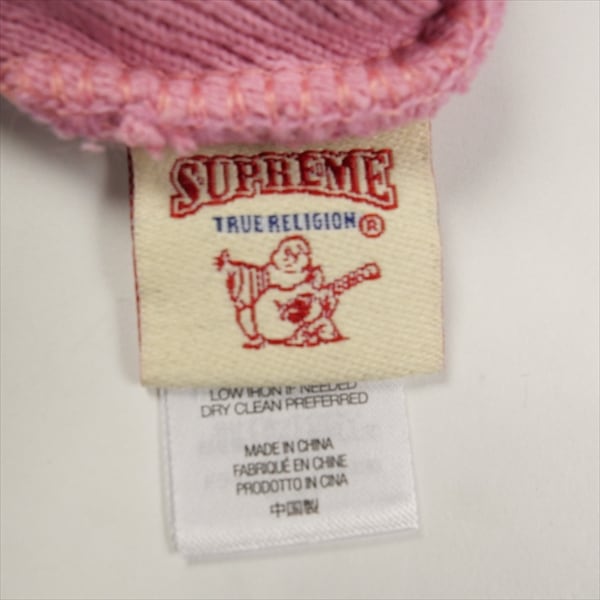 SUPREME
TRUE RELIGION ®
LOW IRON IF NEEDED
DRY CLEAN PREFERRED
MADE IN CHINA
FABRIQUÉ EN CHINE
PRODOTTO IN CINA
中国製